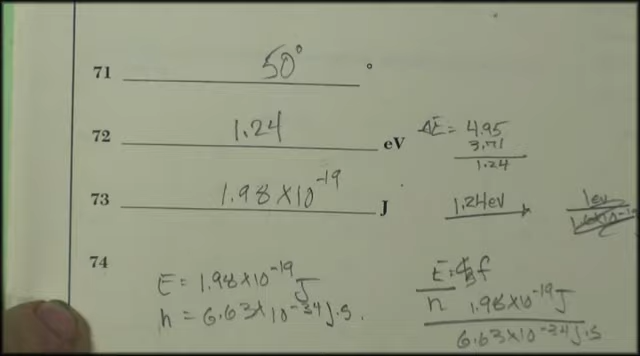 71 50° °
72 1.24 eV
ΔE = 4.95
3.71
1.24
73 1.98 x 10⁻¹⁹ J
1.24ev
1ev
74
E = 1.98 x 10⁻¹⁹ J
h = 6.63 x 10⁻³⁴ J.s.
h 1.98 x 10⁻¹⁹ J
6.63 x 10⁻³⁴ J.s